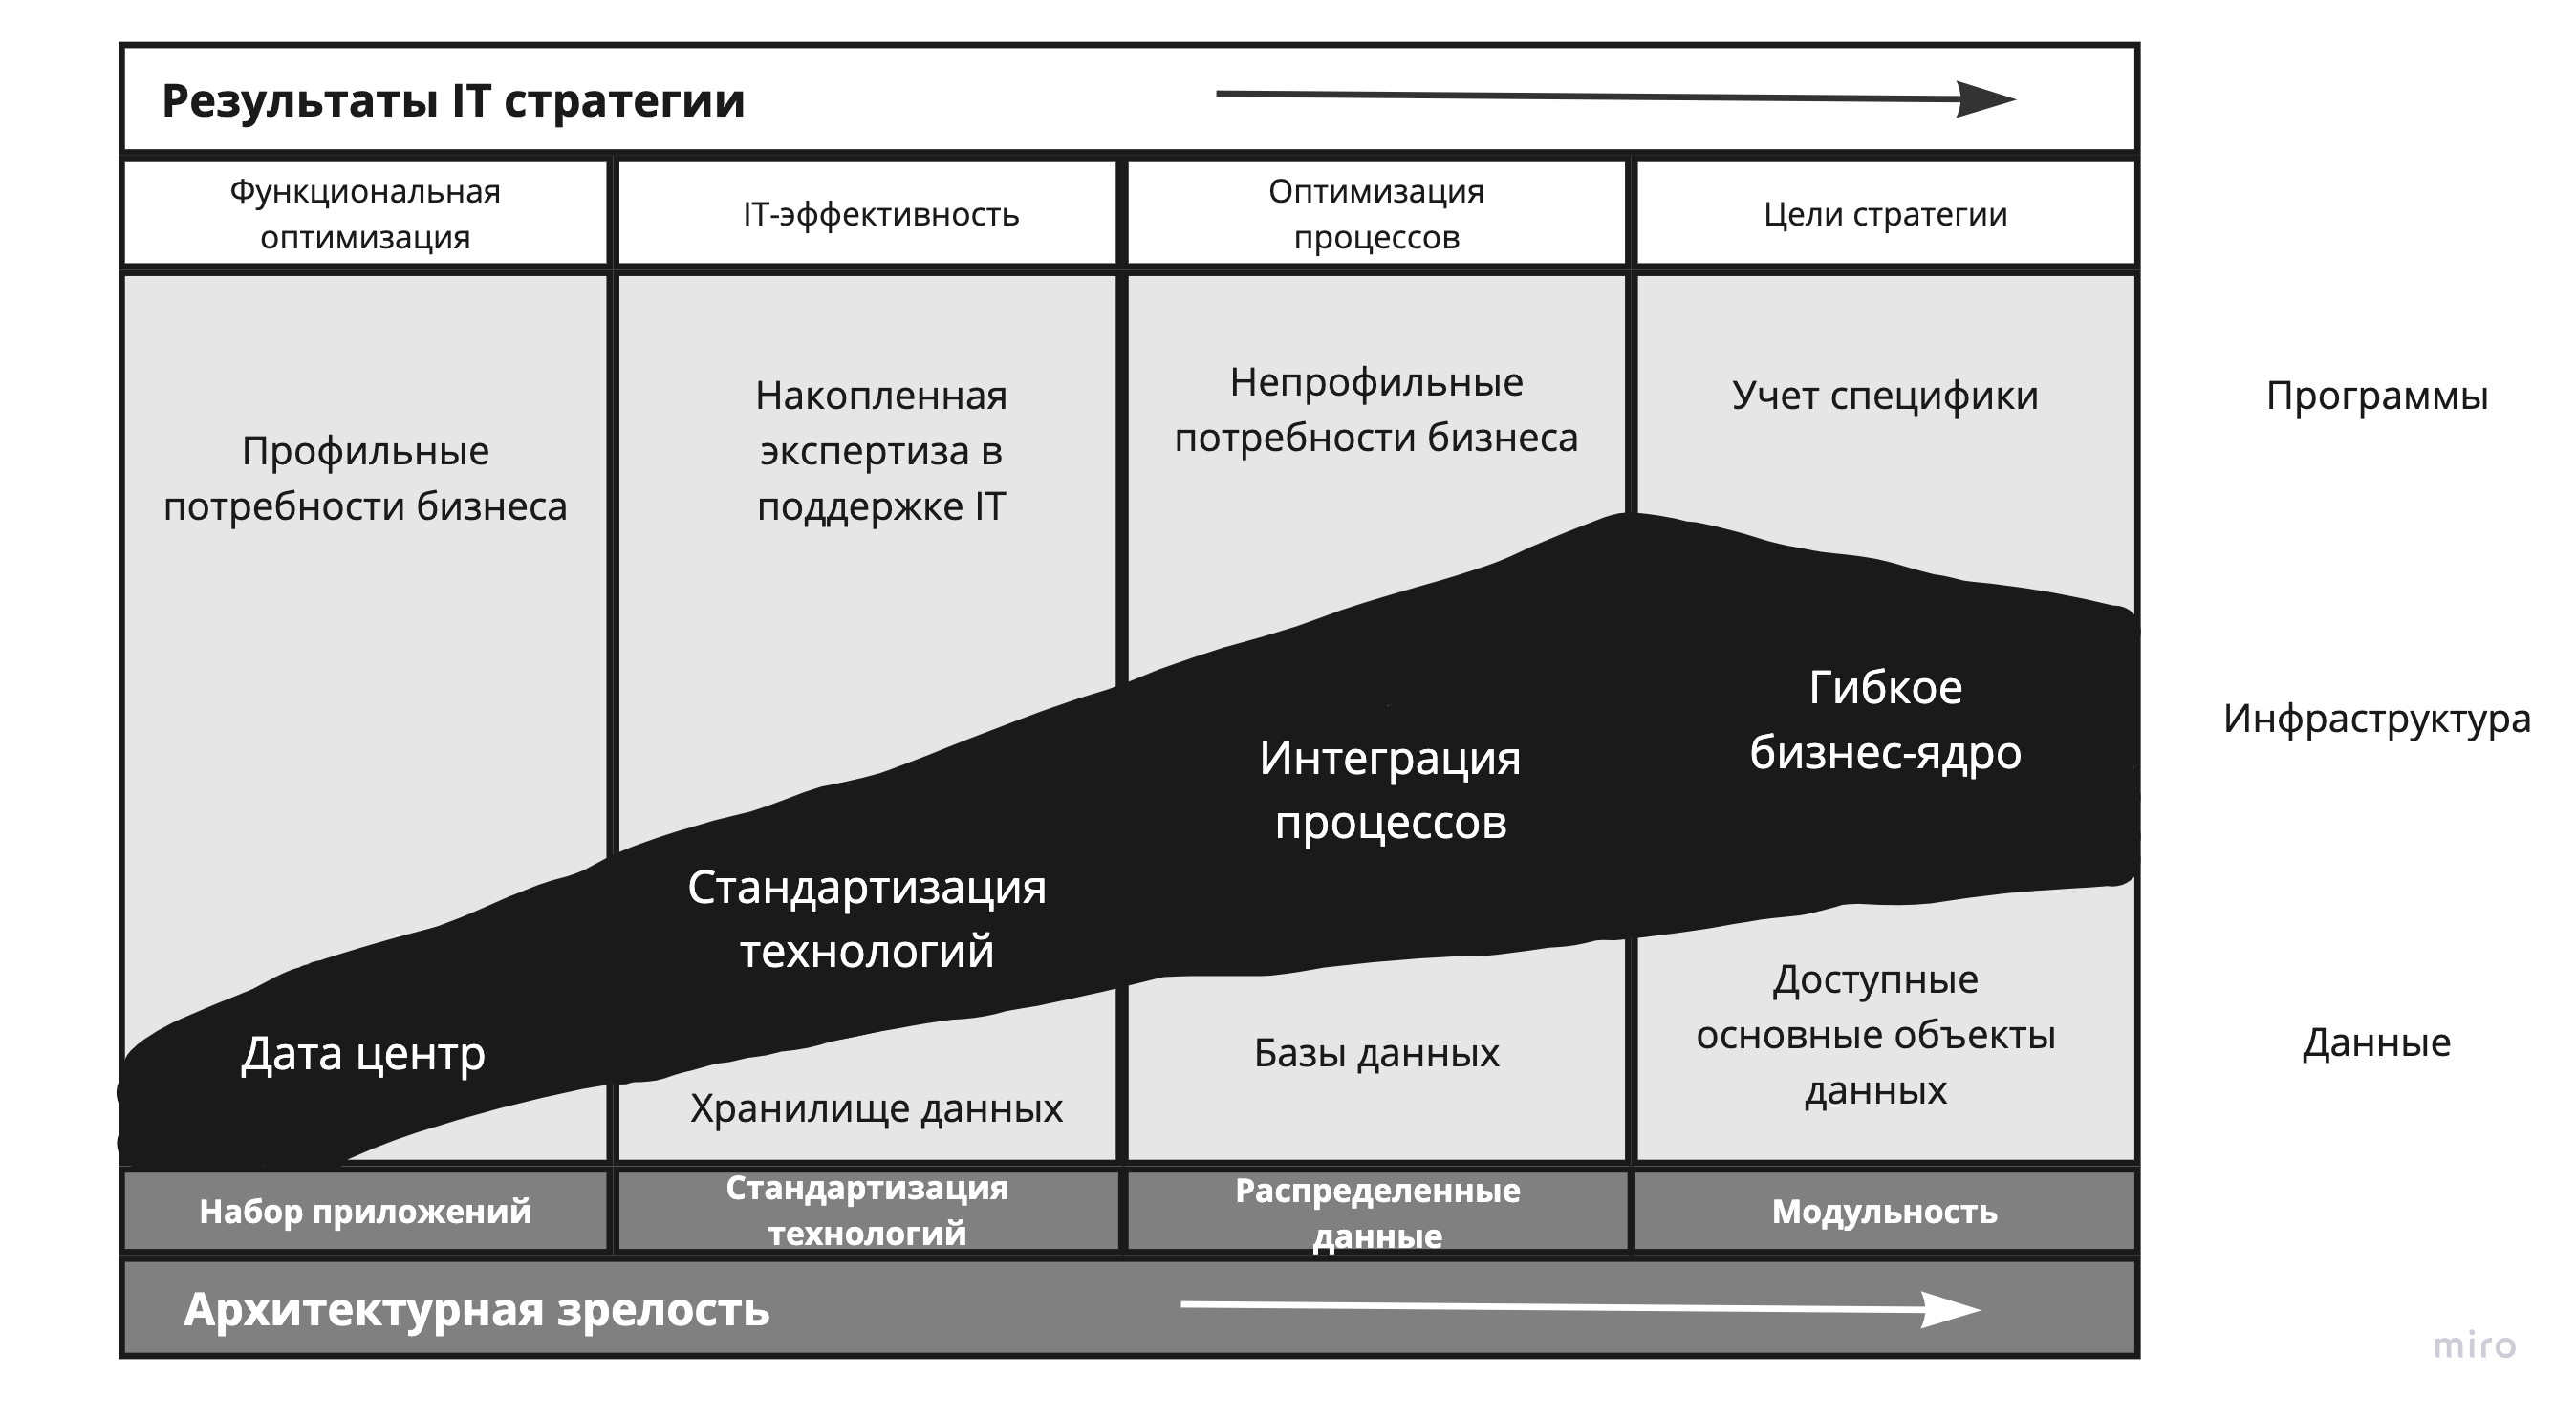 Результаты IT стратегии
Функциональная
оптимизация
IT-эффективность
Оптимизация
процессов
Цели стратегии
Профильные
потребности бизнеса
Накопленная
экспертиза в
поддержке IT
Непрофильные
потребности бизнеса
Учет специфики
Программы
Дата центр
Стандартизация
технологий
Интеграция
процессов
Гибкое
бизнес-ядро
Инфраструктура
Хранилище данных
Базы данных
Доступные
основные объекты
данных
Данные
Набор приложений
Стандартизация
технологий
Распределенные
данные
Модульность
Архитектурная зрелость
miro